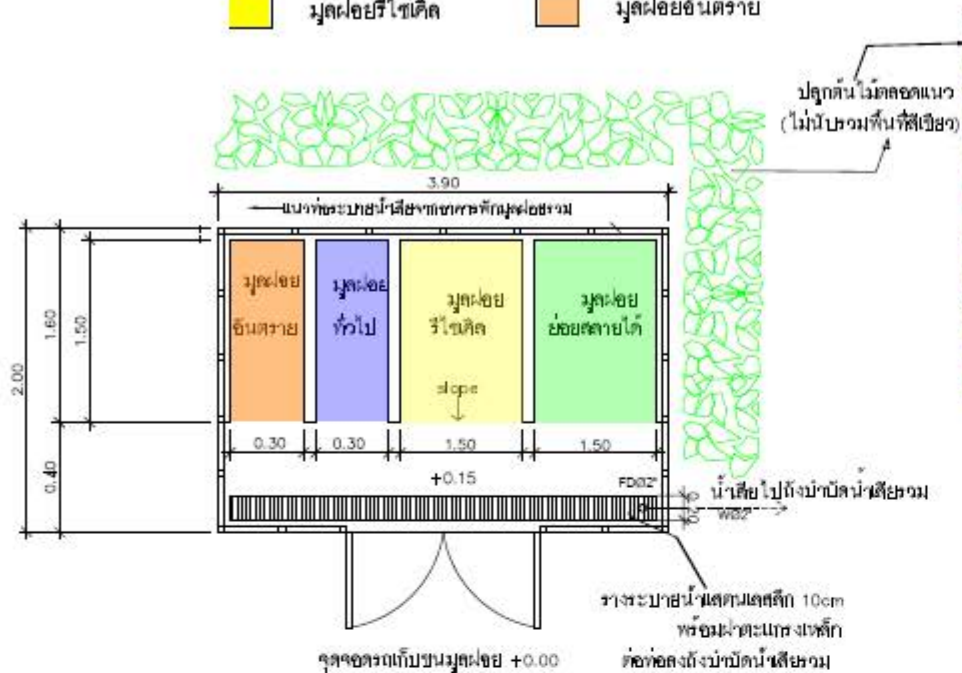 มูลฝอยรีไซเคิล
มูลฝอยอันตราย
ปลูกต้นไม้ตลอดแนว
(ไม่นับรวมพื้นที่สีเขียว)
3.90
แนวท่อระบายน้ำเสียจากอาคารพักมูลฝอยรวม
มูลฝอย
อันตราย
มูลฝอย
ทั่วไป
มูลฝอย
รีไซเคิล
มูลฝอย
ย่อยสลายได้
slope
2.00
1.60
1.50
0.40
0.30
0.30
1.50
1.50
+0.15
FDØ2"
น้ำเสียไปถังบำบัดน้ำเสียรวม
WØ2"
รางระบายน้ำสแตนเลสลึก 10cm
พร้อมฝาตะแกรงเหล็ก
ต่อท่อลงถังบำบัดน้ำเสียรวม
จุดจอดรถเก็บขนมูลฝอย +0.00